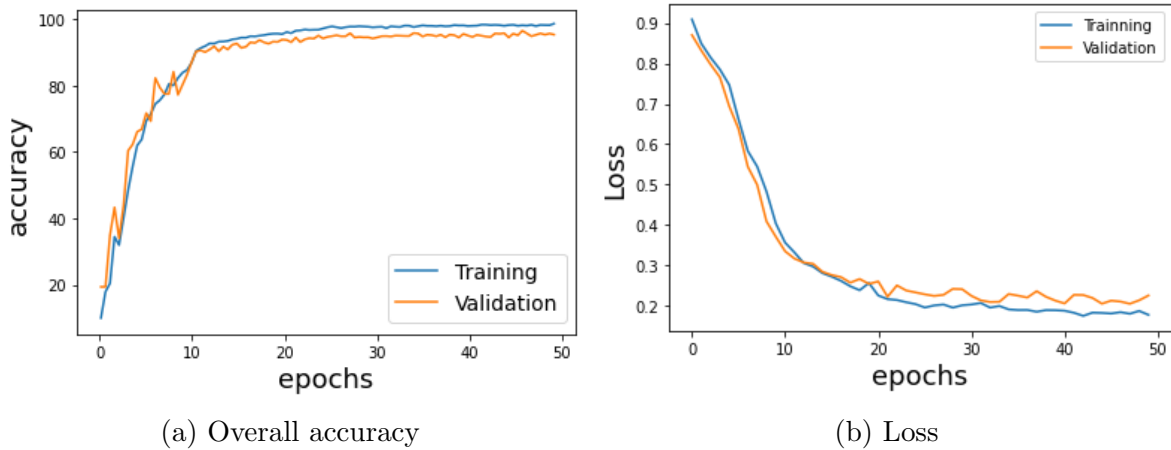 100
80
60
40
20
accuracy
Training
Validation
0
10
20
30
40
50
epochs
(a) Overall accuracy
0.9
0.8
0.7
0.6
0.5
0.4
0.3
0.2
Loss
Trainning
Validation
0
10
20
30
40
50
epochs
(b) Loss